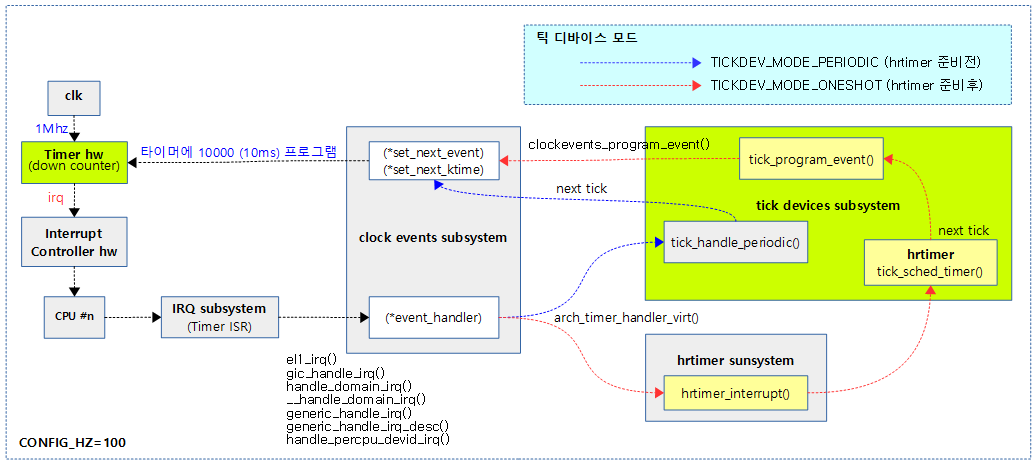 틱 디바이스 모드
TICKDEV_MODE_PERIODIC (hrtimer 준비전)
TICKDEV_MODE_ONESHOT (hrtimer 준비후)
clk
1Mhz
Timer hw
(down counter)
타이머에 10000 (10ms) 프로그램
irq
Interrupt
Controller hw
CPU #n
IRQ subsystem
(Timer ISR)
(*set_next_event)
(*set_next_ktime)
clock events subsystem
(*event_handler)
clockevents_program_event()
next tick
tick_program_event()
tick devices subsystem
tick_handle_periodic()
next tick
hrtimer
tick_sched_timer()
arch_timer_handler_virt()
hrtimer sunsystem
hrtimer_interrupt()
el1_irq()
gic_handle_irq()
handle_domain_irq()
__handle_domain_irq()
generic_handle_irq()
generic_handle_irq_desc()
handle_percpu_devid_irq()
CONFIG_HZ=100